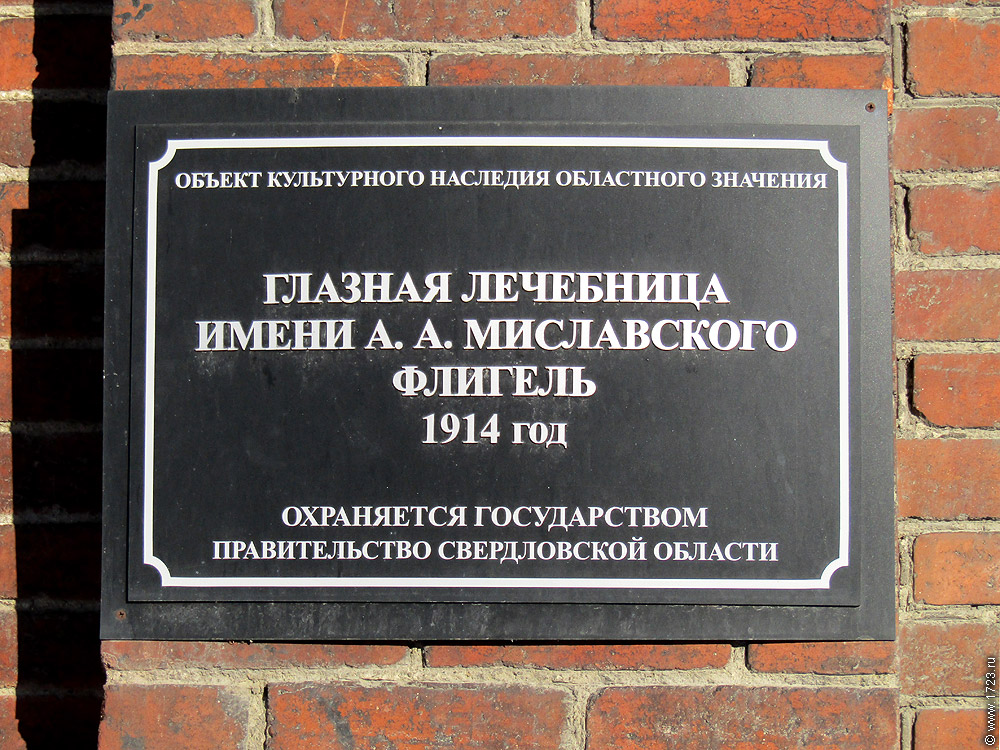 ОБЪЕКТ КУЛЬТУРНОГО НАСЛЕДИЯ ОБЛАСТНОГО ЗНАЧЕНИЯ
ГЛАЗНАЯ ЛЕЧЕБНИЦА
ИМЕНИ А. А. МИСЛАВСКОГО
ФЛИГЕЛЬ
1914 год
ОХРАНЯЕТСЯ ГОСУДАРСТВОМ
ПРАВИТЕЛЬСТВО СВЕРДЛОВСКОЙ ОБЛАСТИ
© www.1723.ru